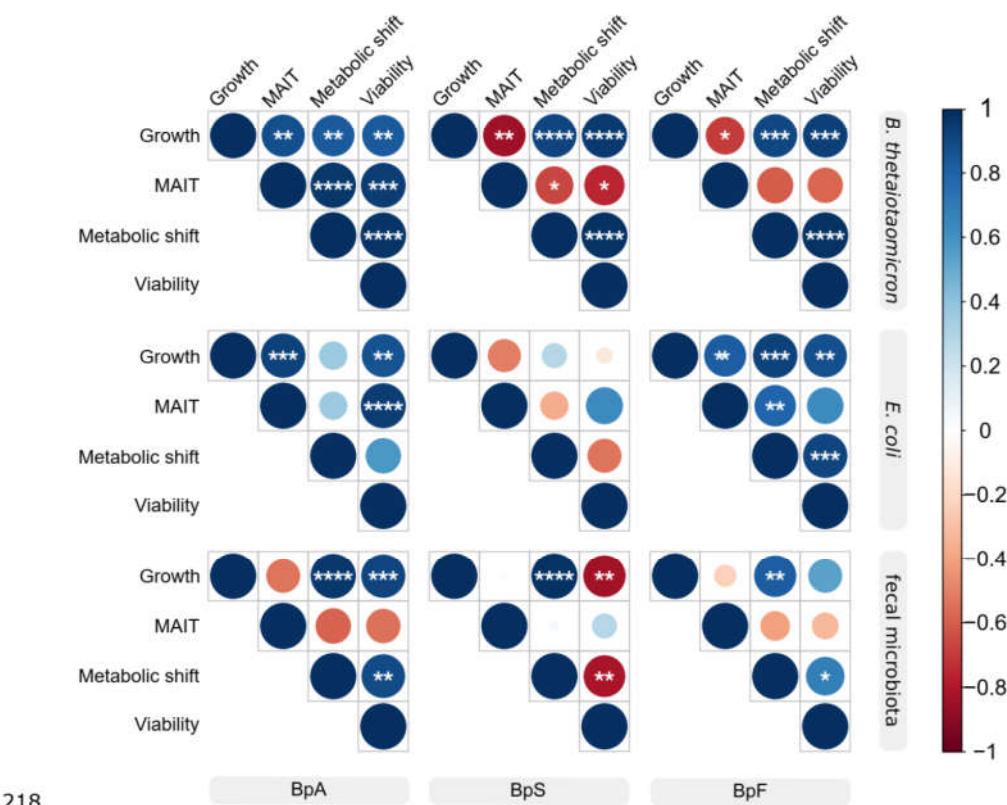 Growth MAIT Metabolic shift Viability Growth MAIT Metabolic shift Viability Growth MAIT Metabolic shift Viability
1
Growth ** ** ** ** **** **** * *** ***
MAIT **** *** * *
0.8
Metabolic shift **** **** ****
0.6
Viability
B. thetaiotaomicron
0.4
Growth *** ** ** *** **
0.2
MAIT **** **
0
Metabolic shift ***
-0.2
Viability
E. coli
-0.4
Growth **** *** **** ** **
MAIT
-0.6
Metabolic shift ** ** *
-0.8
Viability
fecal microbiota
-1
BpA BpS BpF
218